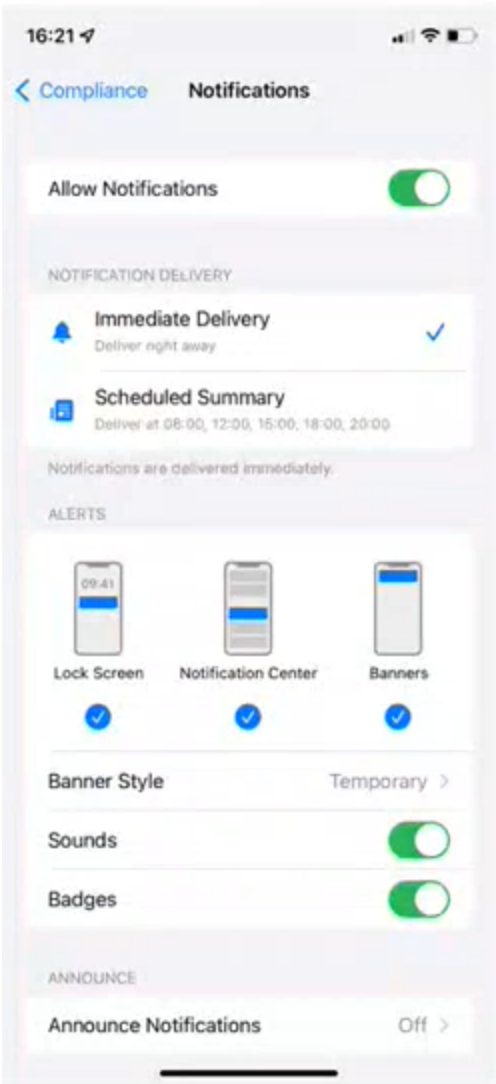 16:21
Compliance Notifications
Allow Notifications
NOTIFICATION DELIVERY
Immediate Delivery
Deliver right away
Scheduled Summary
Deliver at 08:00, 12:00, 15:00, 18:00, 20:00
Notifications are delivered immediately.
ALERTS
09:41
Lock Screen Notification Center Banners
Banner Style Temporary
Sounds
Badges
ANNOUNCE
Announce Notifications Off